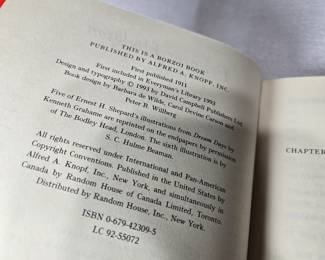 THIS IS A BORZOI BOOK
PUBLISHED BY ALFRED A. KNOPF, INC.
First published 1911
First included in Everyman's Library 1993
Design and typography © 1993 by David Campbell Publishers Ltd.
Book design by Barbara de Wilde, Carol Devine Carson and
Peter B. Willberg
Five of Ernest H. Shepard's illustrations from Dream Days by
Kenneth Grahame are reprinted on the endpapers by permission
of The Bodley Head, London. The sixth illustration is by
S. C. Hulme Beaman.
All rights reserved under International and Pan-American
Copyright Conventions. Published in the United States by
Alfred A. Knopf, Inc., New York, and simultaneously in
Canada by Random House of Canada Limited, Toronto.
Distributed by Random House, Inc., New York
ISBN 0-679-42309-5
LC 92-55072
CHAPTER